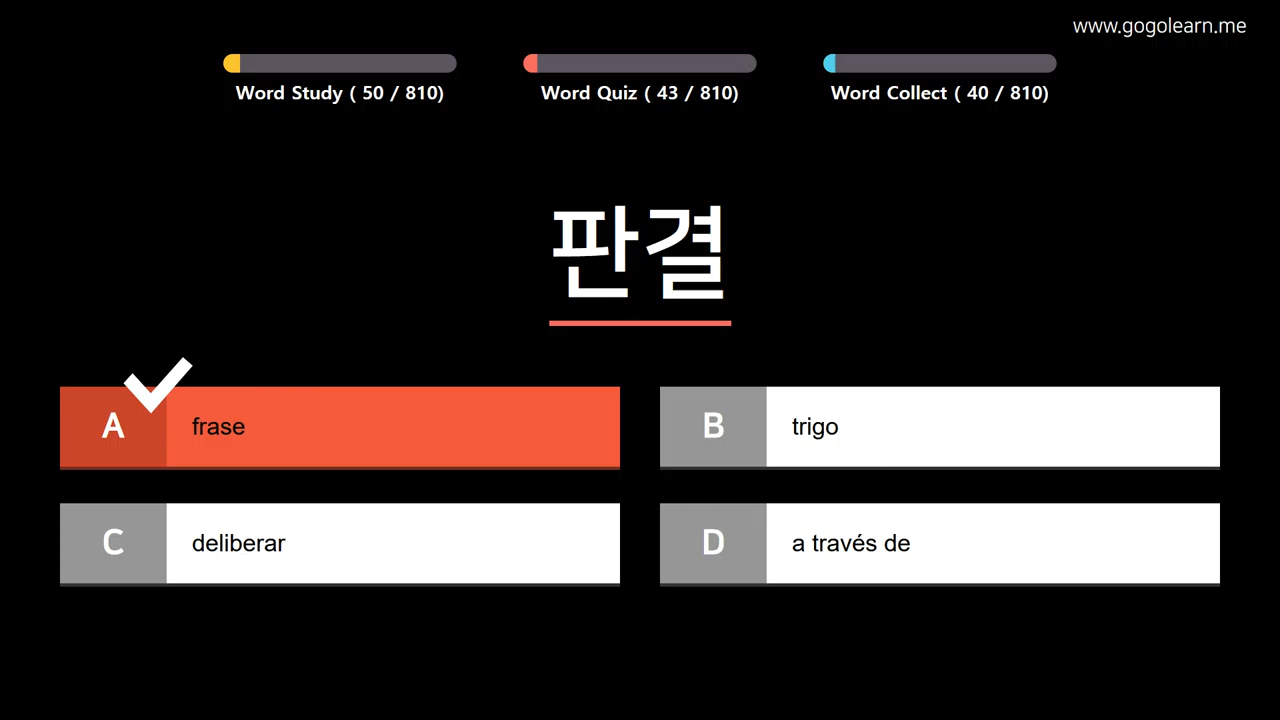 www.gogolearn.me
Word Study ( 50 / 810)
Word Quiz ( 43 / 810)
Word Collect ( 40 / 810)
판결
A frase
B trigo
C deliberar
D a través de